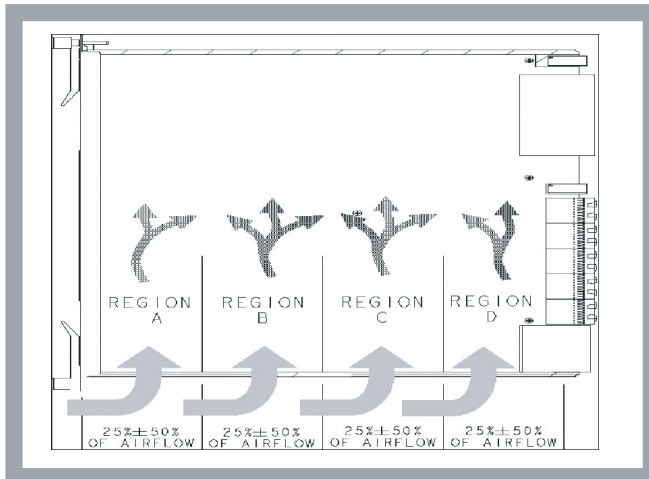 REGION A
REGION B
REGION C
REGION D
25%±50% OF AIRFLOW
25%±50% OF AIRFLOW
25%±50% OF AIRFLOW
25%±50% OF AIRFLOW